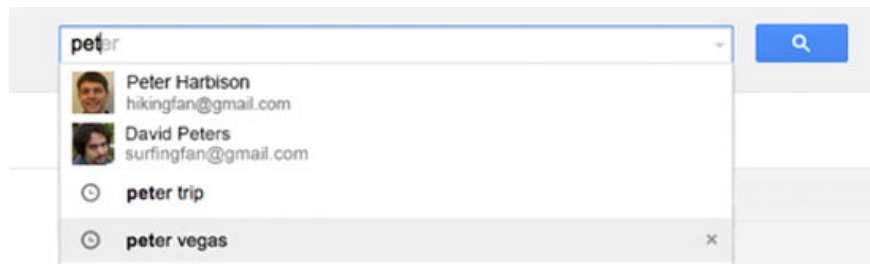 peter
Peter Harbison
hikingfan@gmail.com
David Peters
surfingfan@gmail.com
peter trip
peter vegas